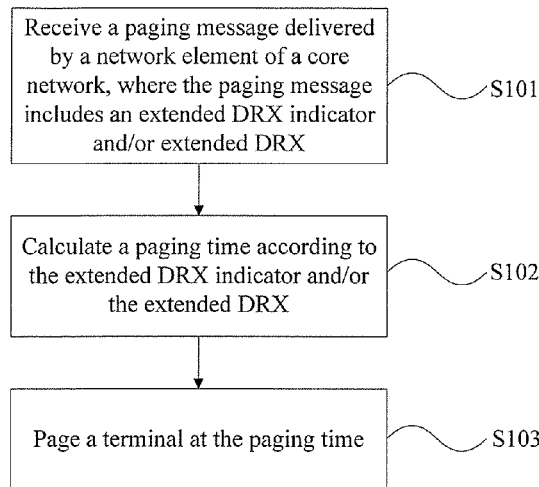 Receive a paging message delivered
by a network element of a core
network, where the paging message
includes an extended DRX indicator
and/or extended DRX
S101
Calculate a paging time according to
the extended DRX indicator and/or
the extended DRX
S102
Page a terminal at the paging time
S103